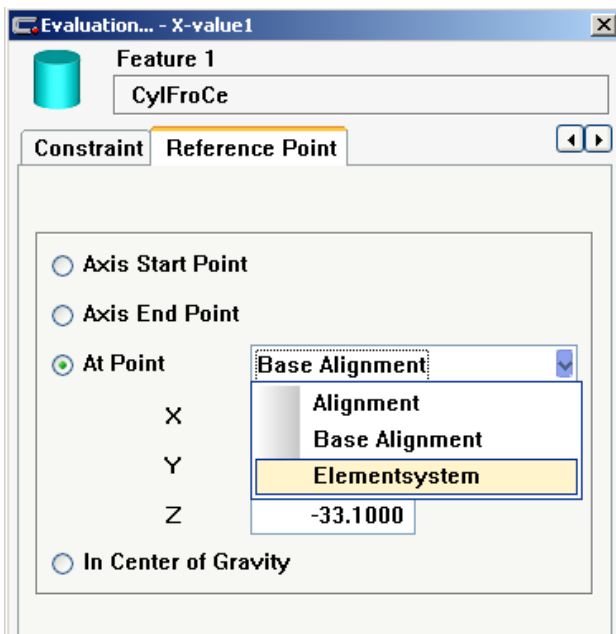 Evaluation... - X-value1
Feature 1
CylFroCe
Constraint Reference Point
Axis Start Point
Axis End Point
At Point Base Alignment
Alignment
X
Base Alignment
Y
Elementsystem
Z -33.1000
In Center of Gravity